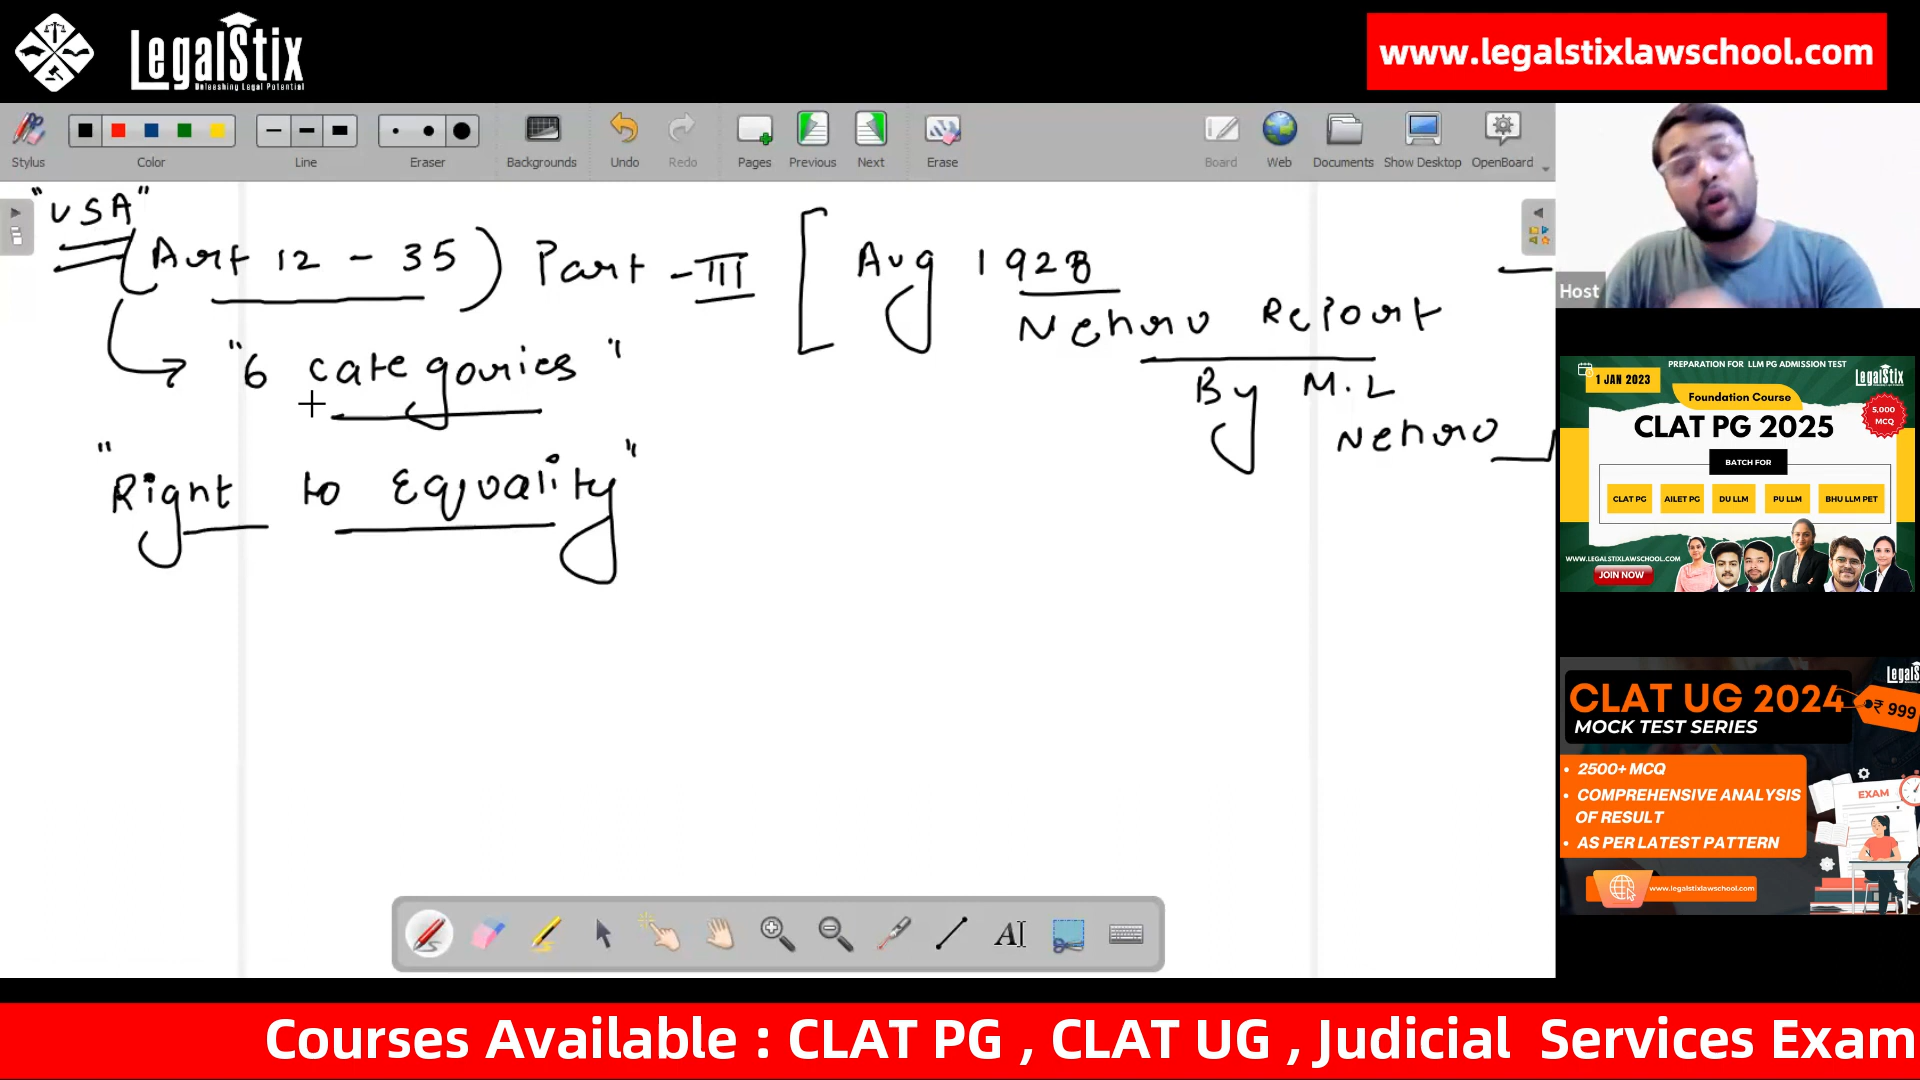 LegalStix
Unleashing Legal Potential
www.legalstixlawschool.com
Stylus
Color
Line
Eraser
Backgrounds
Undo
Redo
Pages
Previous
Next
Erase
Board
Web
Documents
Show Desktop
OpenBoard
"USA"
(Art 12 - 35) Part - III [ Aug 1928
Nehru Report
By M.L
Nehru ]
"6 categories"
"Right to Equality"
Host
PREPARATION FOR LLM PG ADMISSION TEST
1 JAN 2023
LegalStix
Foundation Course
5,000
MCQ
CLAT PG 2025
BATCH FOR
CLAT PG
AILET PG
DU LLM
PU LLM
BHU LLM PET
WWW.LEGALSTIXLAWSCHOOL.COM
JOIN NOW
LegalS
CLAT UG 2024
₹ 999
MOCK TEST SERIES
• 2500+ MCQ
• COMPREHENSIVE ANALYSIS
OF RESULT
• AS PER LATEST PATTERN
EXAM
www.legalstixlawschool.com
Courses Available : CLAT PG , CLAT UG , Judicial Services Exam